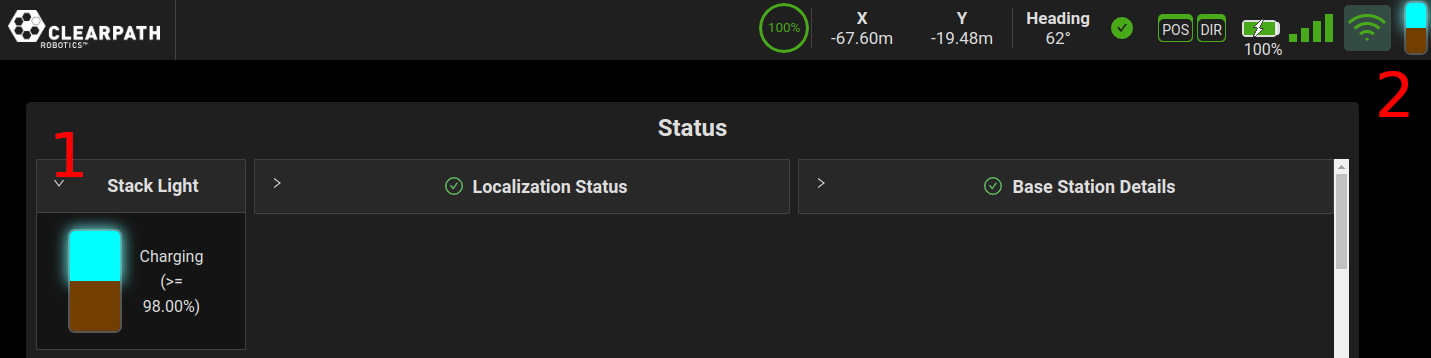 CLEARPATH
ROBOTICS™
100%
X
-67.60m
Y
-19.48m
Heading
62°
POS
DIR
100%
2
Status
1
Stack Light
Localization Status
Base Station Details
Charging
(>=
98.00%)